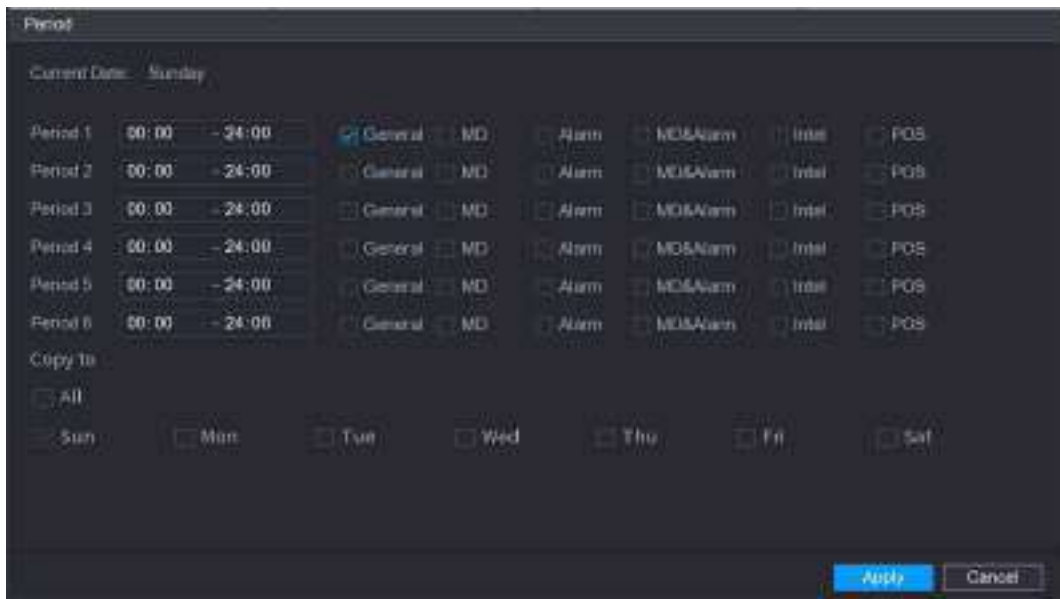 Period
Current Date: Sunday
Period 1 00:00 - 24:00 General MD Alarm MD&Alarm Intel POS
Period 2 00:00 - 24:00 General MD Alarm MD&Alarm Intel POS
Period 3 00:00 - 24:00 General MD Alarm MD&Alarm Intel POS
Period 4 00:00 - 24:00 General MD Alarm MD&Alarm Intel POS
Period 5 00:00 - 24:00 General MD Alarm MD&Alarm Intel POS
Period 6 00:00 - 24:00 General MD Alarm MD&Alarm Intel POS
Copy to
All
Sun Mon Tue Wed Thu Fri Sat
Apply Cancel